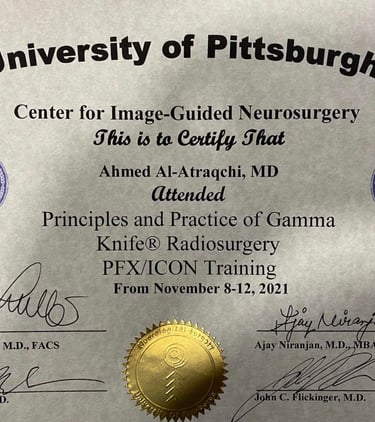 University of Pittsburgh
Center for Image-Guided Neurosurgery
This is to Certify That
Ahmed Al-Atraqchi, MD
Attended
Principles and Practice of Gamma
Knife® Radiosurgery
PFX/ICON Training
From November 8-12, 2021
M.D., FACS
Ajay Niranjan, M.D., MBA
D.
John C. Flickinger, M.D.